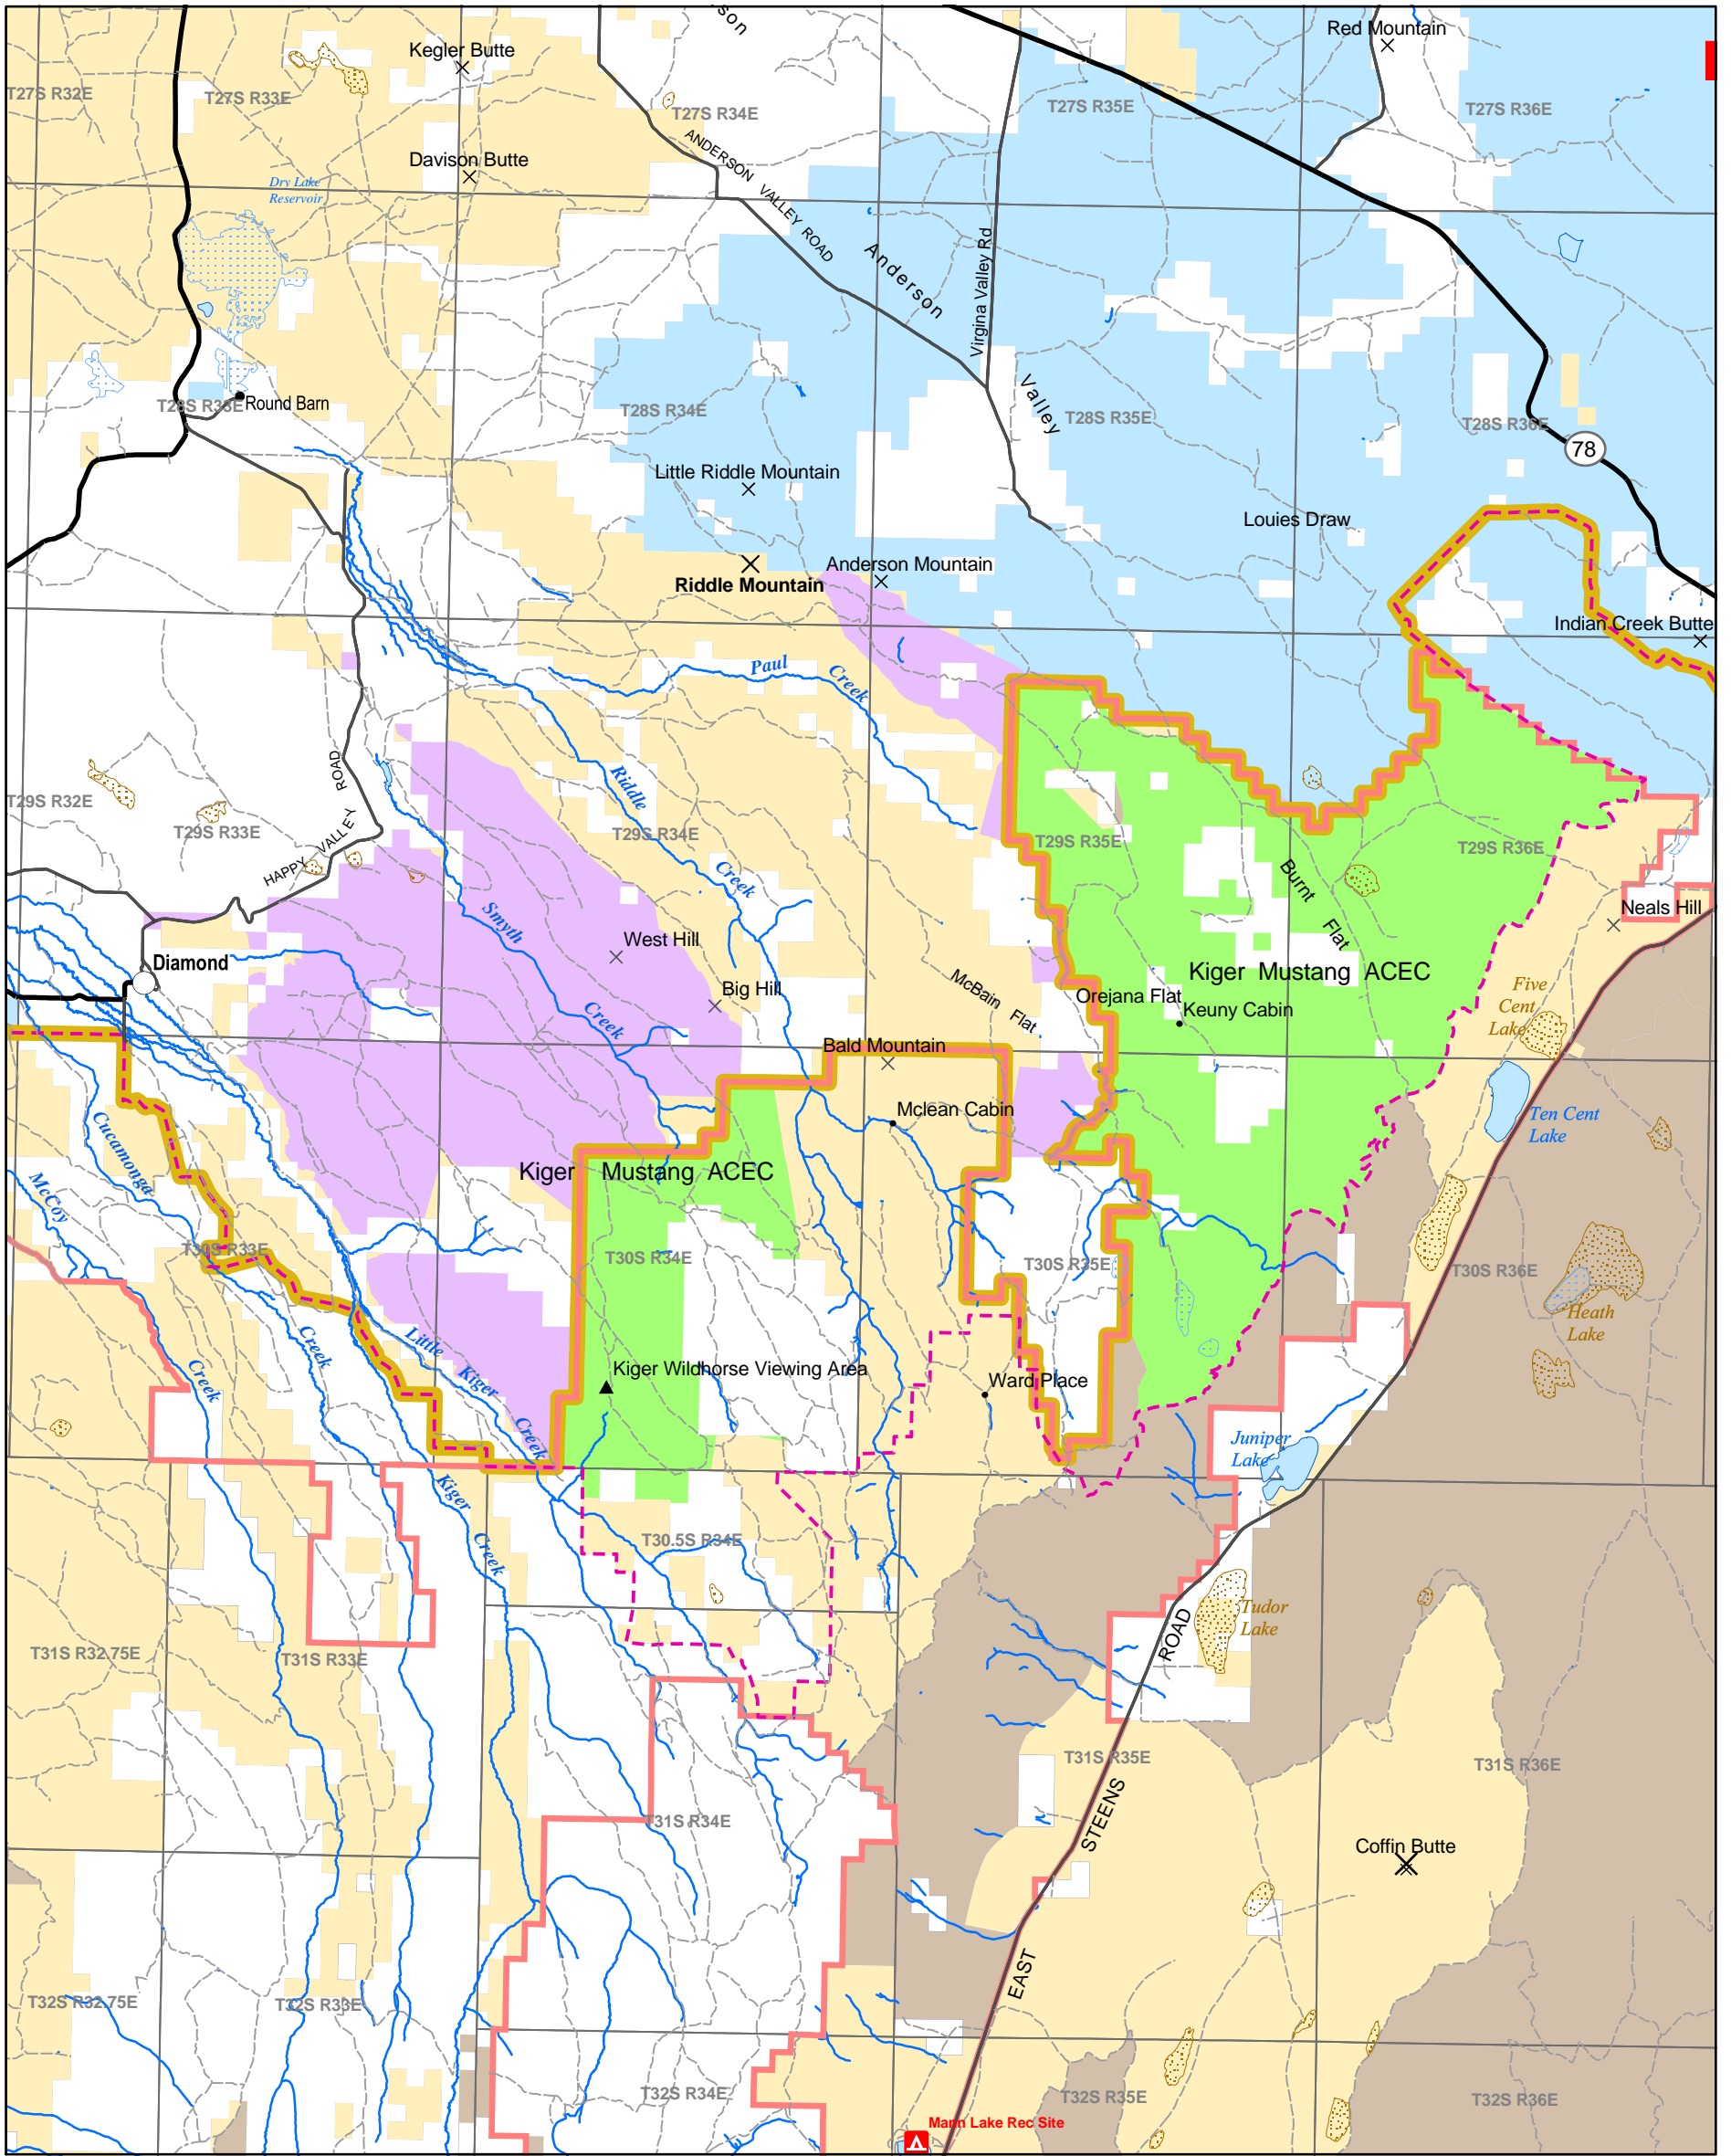 son
Red Mountain
Kegler Butte
T27S R32E
T27S R33E
T27S R34E
T27S R35E
T27S R36E
ANDERSON VALLEY ROAD
Davison Butte
Dry Lake
Reservoir
Anderson
Valley
Virgina Valley Rd
T28S R33E
Round Barn
T28S R34E
T28S R35E
T28S R36E
78
Little Riddle Mountain
Louies Draw
Riddle Mountain
Anderson Mountain
Indian Creek Butte
Paul Creek
Riddle
Creek
HAPPY VALLEY ROAD
T29S R32E
T29S R33E
T29S R34E
T29S R35E
T29S R36E
Burnt Flat
Smyth
Creek
West Hill
Neals Hill
Diamond
Big Hill
McBain Flat
Kiger Mustang ACEC
Orejana Flat
Keuny Cabin
Five
Cent
Lake
Bald Mountain
Mclean Cabin
Ten Cent
Lake
Cucamonga
Creek
McCoy
Creek
Kiger Mustang ACEC
T30S R33E
T30S R34E
T30S R35E
T30S R36E
Heath
Lake
Little Kiger Creek
Kiger Wildhorse Viewing Area
Ward Place
Juniper
Lake
Kiger
Creek
T30.5S R34E
Tudor
Lake
T31S R32.75E
T31S R33E
T31S R34E
T31S R35E
T31S R36E
EAST STEENS ROAD
Coffin Butte
T32S R32.75E
T32S R33E
T32S R34E
T32S R35E
T32S R36E
Mann Lake Rec Site